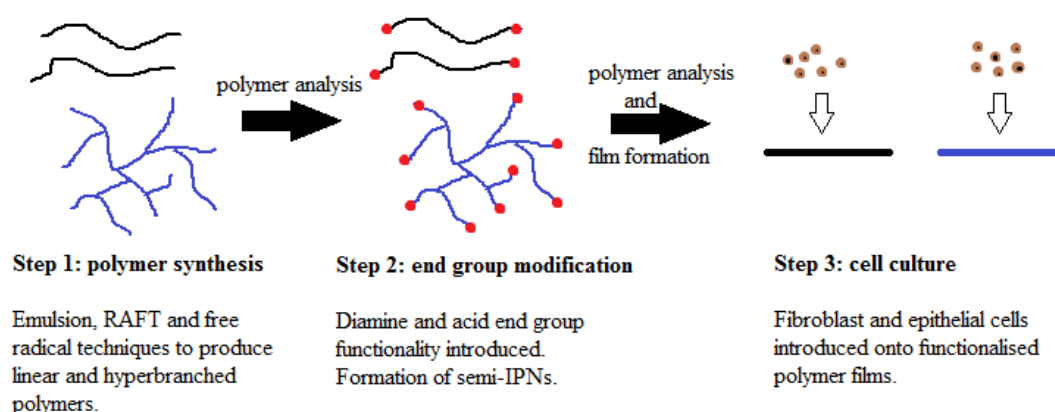 polymer analysis
polymer analysis
and
film formation
Step 1: polymer synthesis
Emulsion, RAFT and free
radical techniques to produce
linear and hyperbranched
polymers.
Step 2: end group modification
Diamine and acid end group
functionality introduced.
Formation of semi-IPNs.
Step 3: cell culture
Fibroblast and epithelial cells
introduced onto functionalised
polymer films.